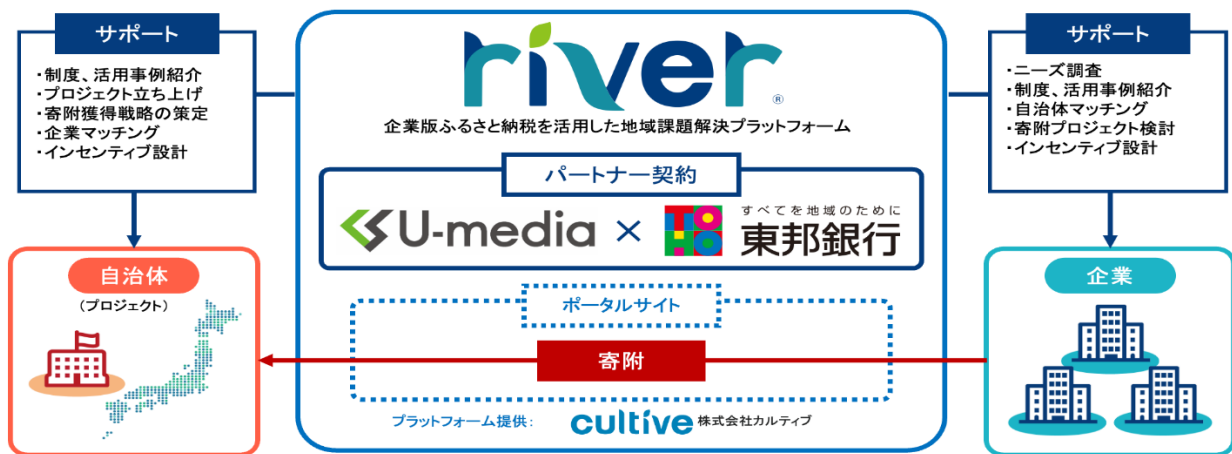 サポート
・制度、活用事例紹介
・プロジェクト立ち上げ
・寄附獲得戦略の策定
・企業マッチング
・インセンティブ設計
自治体
(プロジェクト)
river®
企業版ふるさと納税を活用した地域課題解決プラットフォーム
パートナー契約
U-media × TOHO すべてを地域のために
東邦銀行
ポータルサイト
寄附
プラットフォーム提供: cultive 株式会社カルティブ
サポート
・ニーズ調査
・制度、活用事例紹介
・自治体マッチング
・寄附プロジェクト検討
・インセンティブ設計
企業